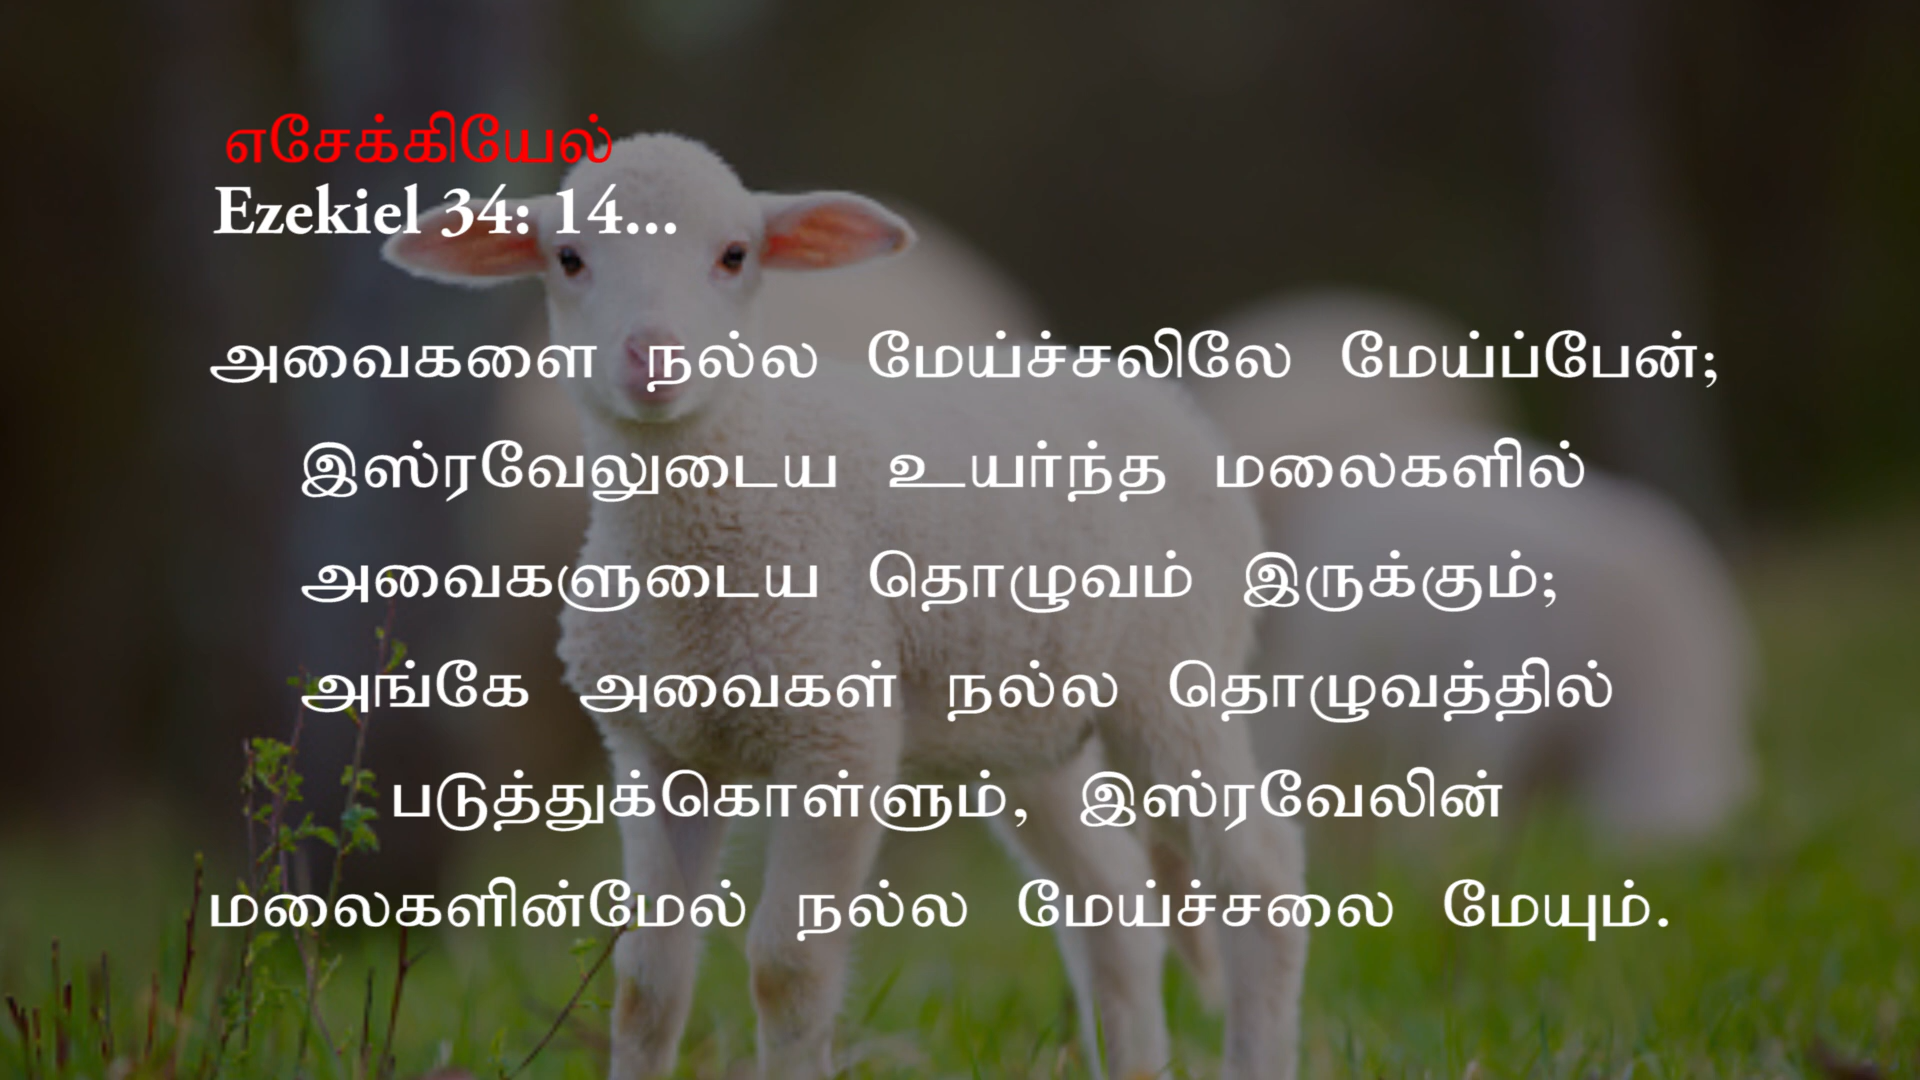 எசேக்கியேல்
Ezekiel 34: 14...
அவைகளை நல்ல மேய்ச்சலிலே மேய்ப்பேன்;
இஸ்ரவேலுடைய உயர்ந்த மலைகளில்
அவைகளுடைய தொழுவம் இருக்கும்;
அங்கே அவைகள் நல்ல தொழுவத்தில்
படுத்துக்கொள்ளும், இஸ்ரவேலின்
மலைகளின்மேல் நல்ல மேய்ச்சலை மேயும்.